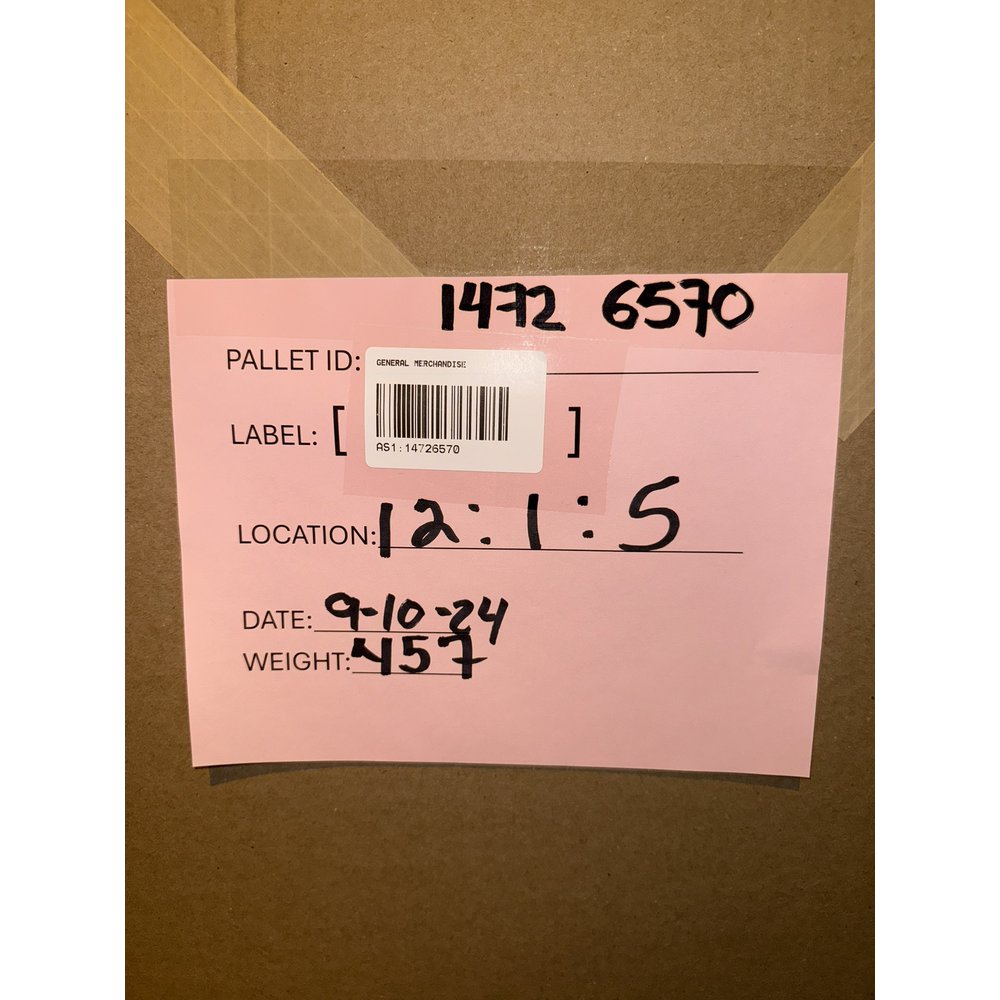 1472 6570
PALLET ID:
GENERAL MERCHANDISE
LABEL: [ ]
AS1:14726570
LOCATION: 12:1:5
DATE: 9-10-24
WEIGHT: 457